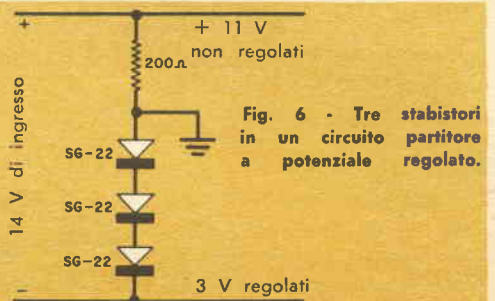 +
+ 11 V
non regolati
200Ω
14 V di ingresso
Fig. 6 - Tre stabistori
in un circuito partitore
a potenziale regolato.
SG-22
SG-22
SG-22
-
3 V regolati